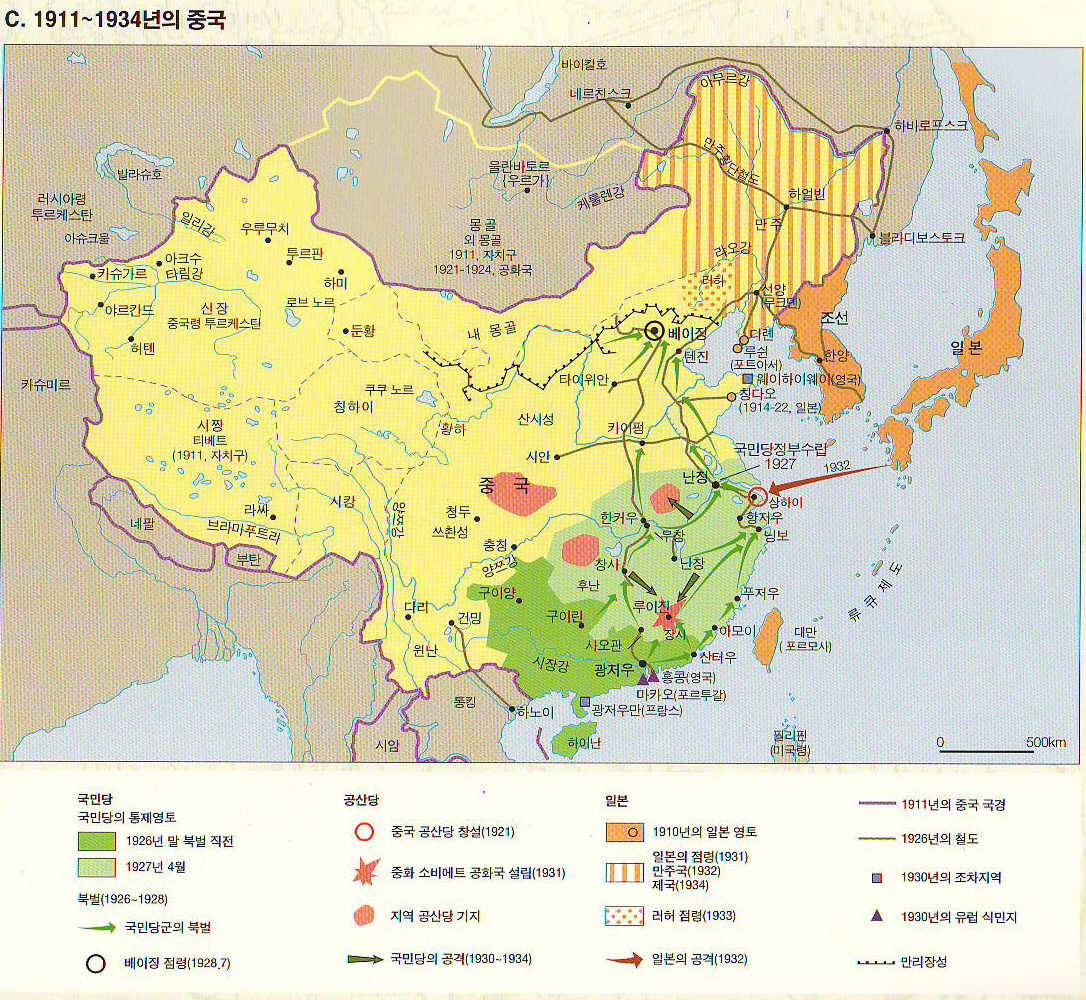 C. 1911~1934년의 중국
바이칼호
네르친스크
아무르강
하바로프스크
만주횡단철도
발라슈호
울란바토르
(우르가)
케룰렌강
러시아령
투르케스탄
하얼빈
일리강
우루무치
몽 골
외 몽골
1911, 자치구
1921-1924, 공화국
만 주
아슈크울
블라디보스토크
투르판
랴오강
아크수
타림강
카슈가르
하미
러허
선양
(무크덴)
로브 노르
신 장
중국령 투르케스탄
야르칸드
둔황
내 몽골
조선
베이징
다롄
허톈
일 본
뤼순
(포트아서)
한양
톈진
카슈미르
타이위안
웨이하이웨이(영국)
쿠쿠 노르
칭하이
칭다오
(1914-22, 일본)
시짱
티베트
(1911, 자치구)
황하
산시성
카이펑
국민당정부수립
1927
시안
1932
난징
중 국
시캉
양쯔강
상하이
라싸
청두
쓰촨성
한커우
항저우
네팔
브라마푸트라
우창
닝보
충칭
부탄
양쯔강
창사
난창
류 큐 제 도
구이양
후난
푸저우
다리
루이진
건밍
구이린
창시
아모이
대만
(포르모사)
윈난
샤오관
시장강
광저우
산터우
홍콩(영국)
마카오(포르투갈)
통킹
하노이
광저우만(프랑스)
시암
하이난
필리핀
(미국령)
0 500km
국민당
국민당의 통제영토
1926년 말 북벌 직전
1927년 4월
북벌(1926~1928)
국민당군의 북벌
베이징 점령(1928,7)
공산당
중국 공산당 창설(1921)
중화 소비에트 공화국 설립(1931)
지역 공산당 기지
국민당의 공격(1930~1934)
일본
1910년의 일본 영토
일본의 점령(1931)
만주국(1932)
제국(1934)
러허 점령(1933)
일본의 공격(1932)
1911년의 중국 국경
1926년의 철도
1930년의 조차지역
1930년의 유럽 식민지
만리장성